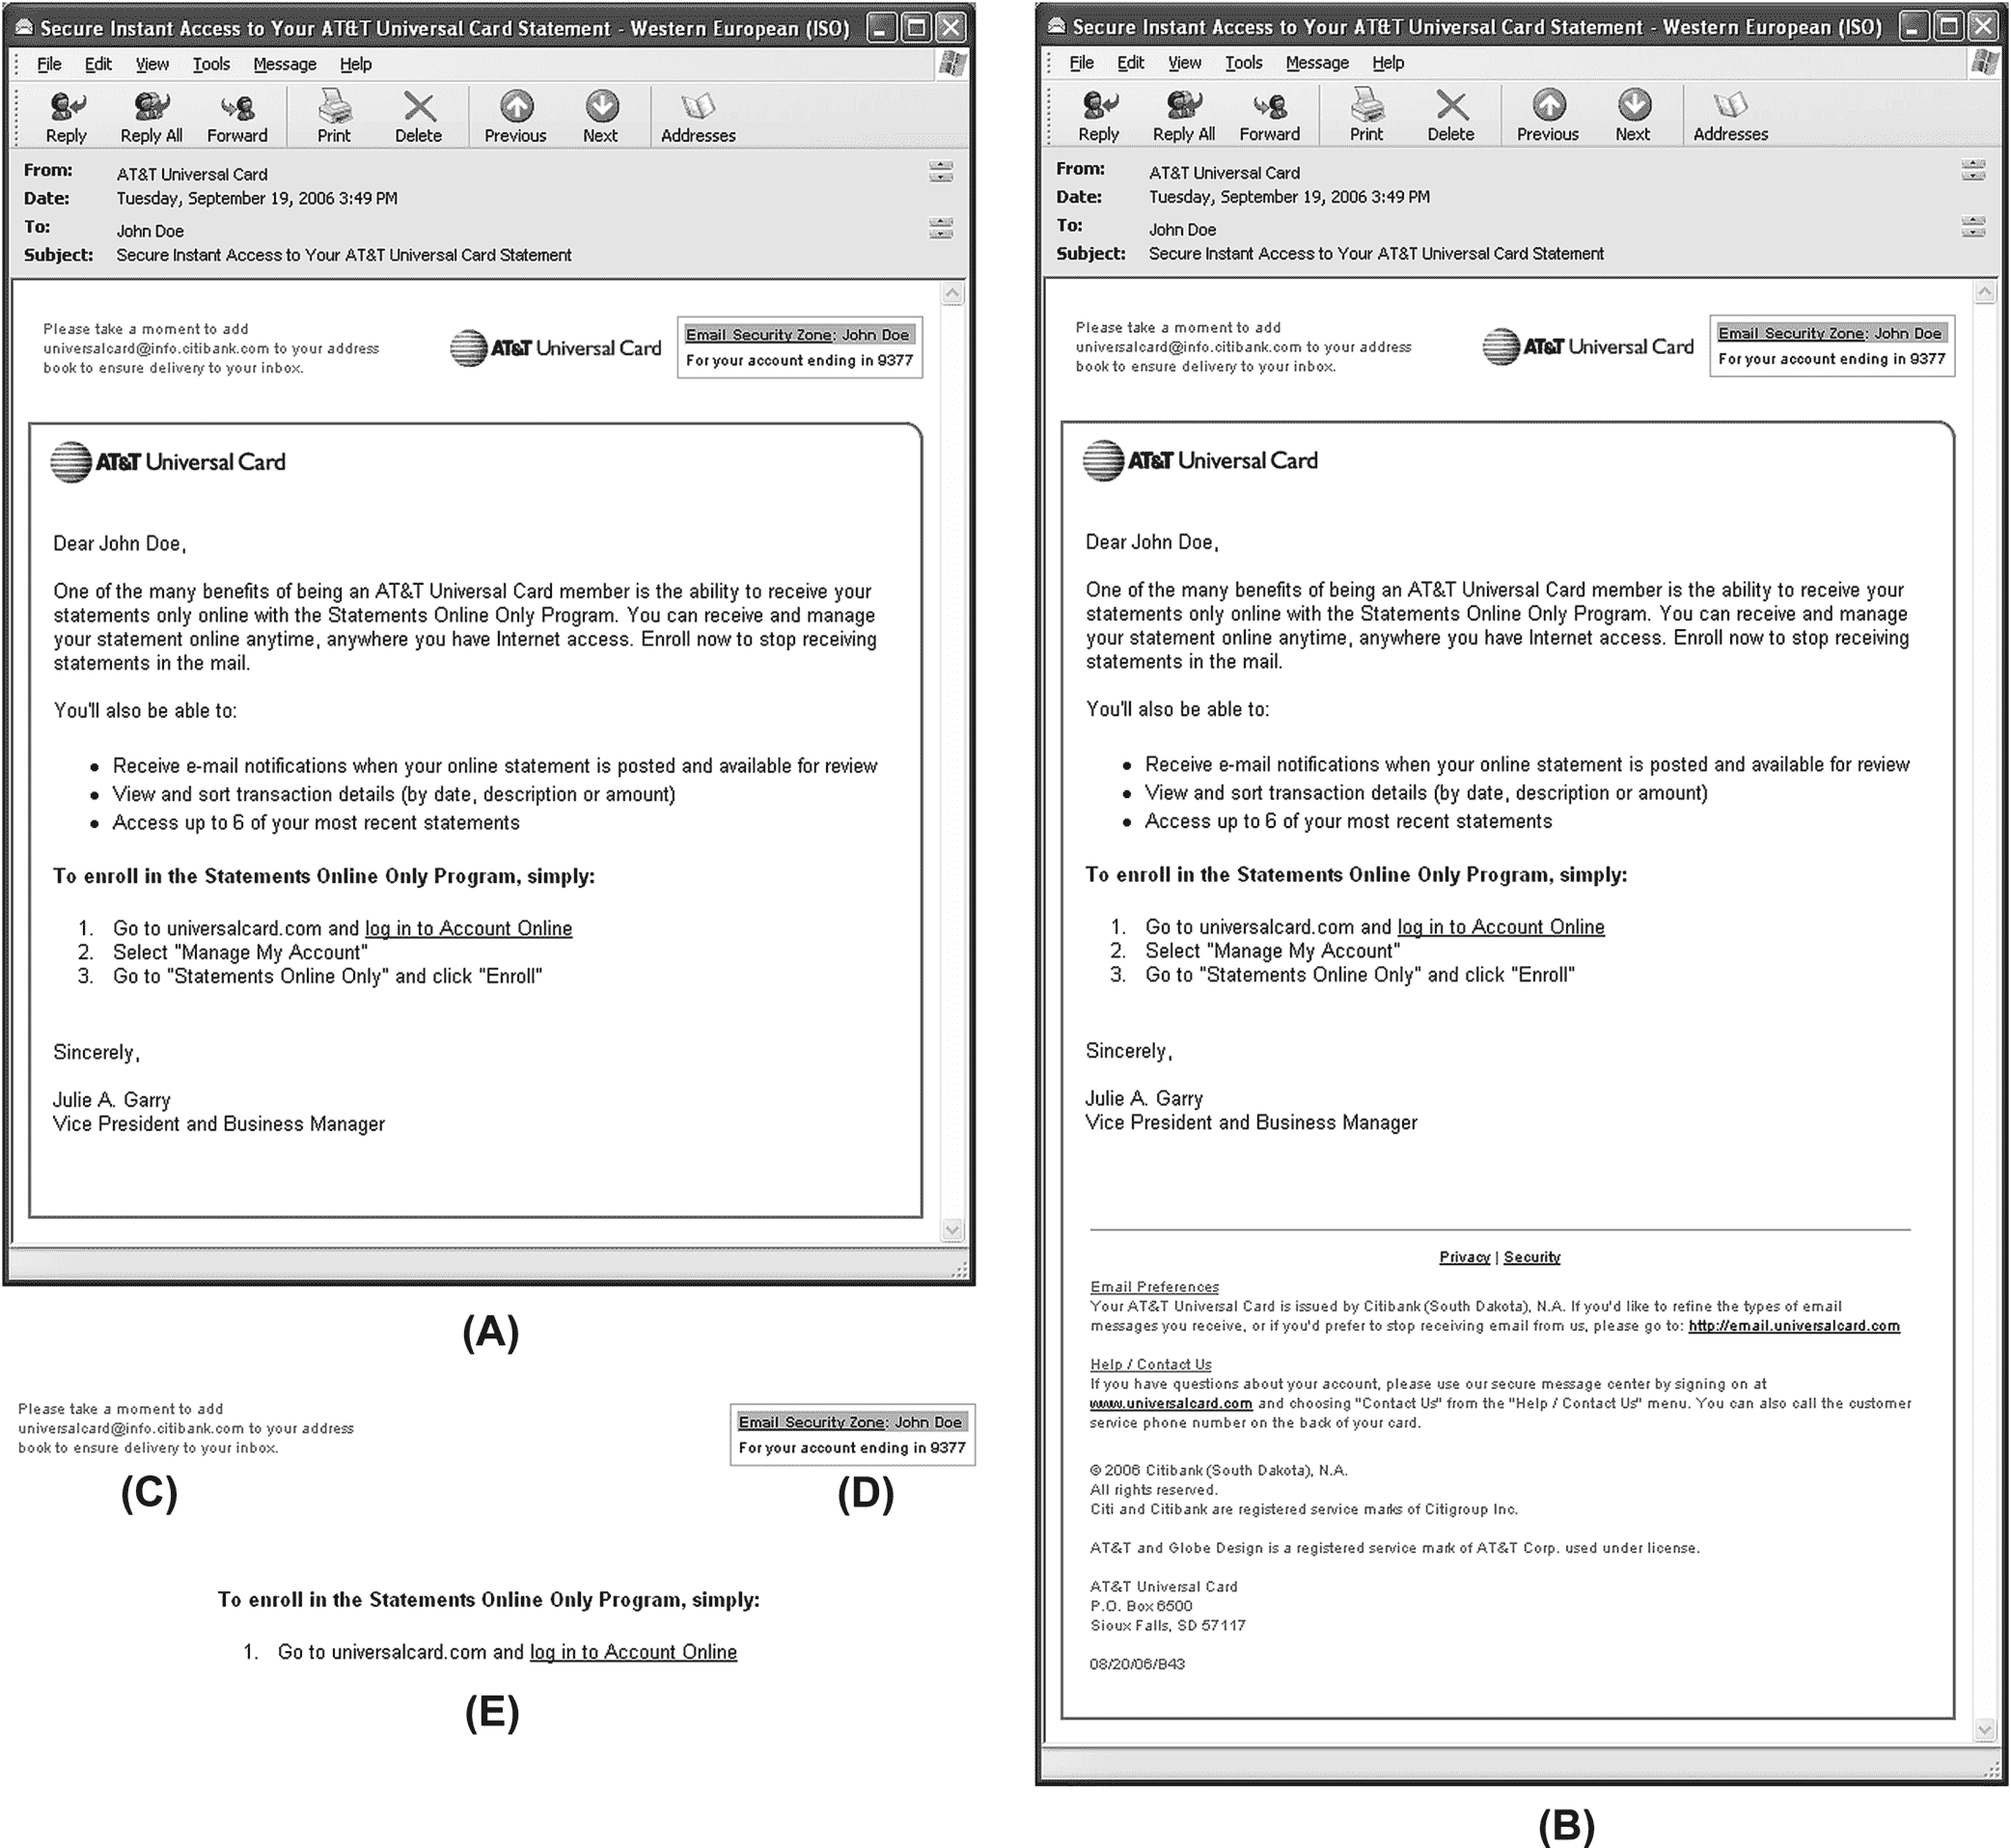 Secure Instant Access to Your AT&T Universal Card Statement - Western European (ISO)
File Edit View Tools Message Help
Reply Reply All Forward Print Delete Previous Next Addresses
From: AT&T Universal Card
Date: Tuesday, September 19, 2006 3:49 PM
To: John Doe
Subject: Secure Instant Access to Your AT&T Universal Card Statement
Please take a moment to add
universalcard@info.citibank.com to your address
book to ensure delivery to your inbox.
AT&T Universal Card
Email Security Zone: John Doe
For your account ending in 9377
AT&T Universal Card
Dear John Doe,
One of the many benefits of being an AT&T Universal Card member is the ability to receive your
statements only online with the Statements Online Only Program. You can receive and manage
your statement online anytime, anywhere you have Internet access. Enroll now to stop receiving
statements in the mail.
You'll also be able to:
• Receive e-mail notifications when your online statement is posted and available for review
• View and sort transaction details (by date, description or amount)
• Access up to 6 of your most recent statements
To enroll in the Statements Online Only Program, simply:
1. Go to universalcard.com and log in to Account Online
2. Select "Manage My Account"
3. Go to "Statements Online Only" and click "Enroll"
Sincerely,
Julie A. Garry
Vice President and Business Manager
(A)
Please take a moment to add
universalcard@info.citibank.com to your address
book to ensure delivery to your inbox.
(C)
Email Security Zone: John Doe
For your account ending in 9377
(D)
To enroll in the Statements Online Only Program, simply:
1. Go to universalcard.com and log in to Account Online
(E)
Secure Instant Access to Your AT&T Universal Card Statement - Western European (ISO)
File Edit View Tools Message Help
Reply Reply All Forward Print Delete Previous Next Addresses
From: AT&T Universal Card
Date: Tuesday, September 19, 2006 3:49 PM
To: John Doe
Subject: Secure Instant Access to Your AT&T Universal Card Statement
Please take a moment to add
universalcard@info.citibank.com to your address
book to ensure delivery to your inbox.
AT&T Universal Card
Email Security Zone: John Doe
For your account ending in 9377
AT&T Universal Card
Dear John Doe,
One of the many benefits of being an AT&T Universal Card member is the ability to receive your
statements only online with the Statements Online Only Program. You can receive and manage
your statement online anytime, anywhere you have Internet access. Enroll now to stop receiving
statements in the mail.
You'll also be able to:
• Receive e-mail notifications when your online statement is posted and available for review
• View and sort transaction details (by date, description or amount)
• Access up to 6 of your most recent statements
To enroll in the Statements Online Only Program, simply:
1. Go to universalcard.com and log in to Account Online
2. Select "Manage My Account"
3. Go to "Statements Online Only" and click "Enroll"
Sincerely,
Julie A. Garry
Vice President and Business Manager
Privacy | Security
Email Preferences
Your AT&T Universal Card is issued by Citibank (South Dakota), N.A. If you'd like to refine the types of email
messages you receive, or if you'd prefer to stop receiving email from us, please go to: http://email.universalcard.com
Help / Contact Us
If you have questions about your account, please use our secure message center by signing on at
www.universalcard.com and choosing "Contact Us" from the "Help / Contact Us" menu. You can also call the customer
service phone number on the back of your card.
© 2006 Citibank (South Dakota), N.A.
All rights reserved.
Citi and Citibank are registered service marks of Citigroup Inc.
AT&T and Globe Design is a registered service mark of AT&T Corp. used under license.
AT&T Universal Card
P.O. Box 6500
Sioux Falls, SD 57117
08/20/06/B43
(B)